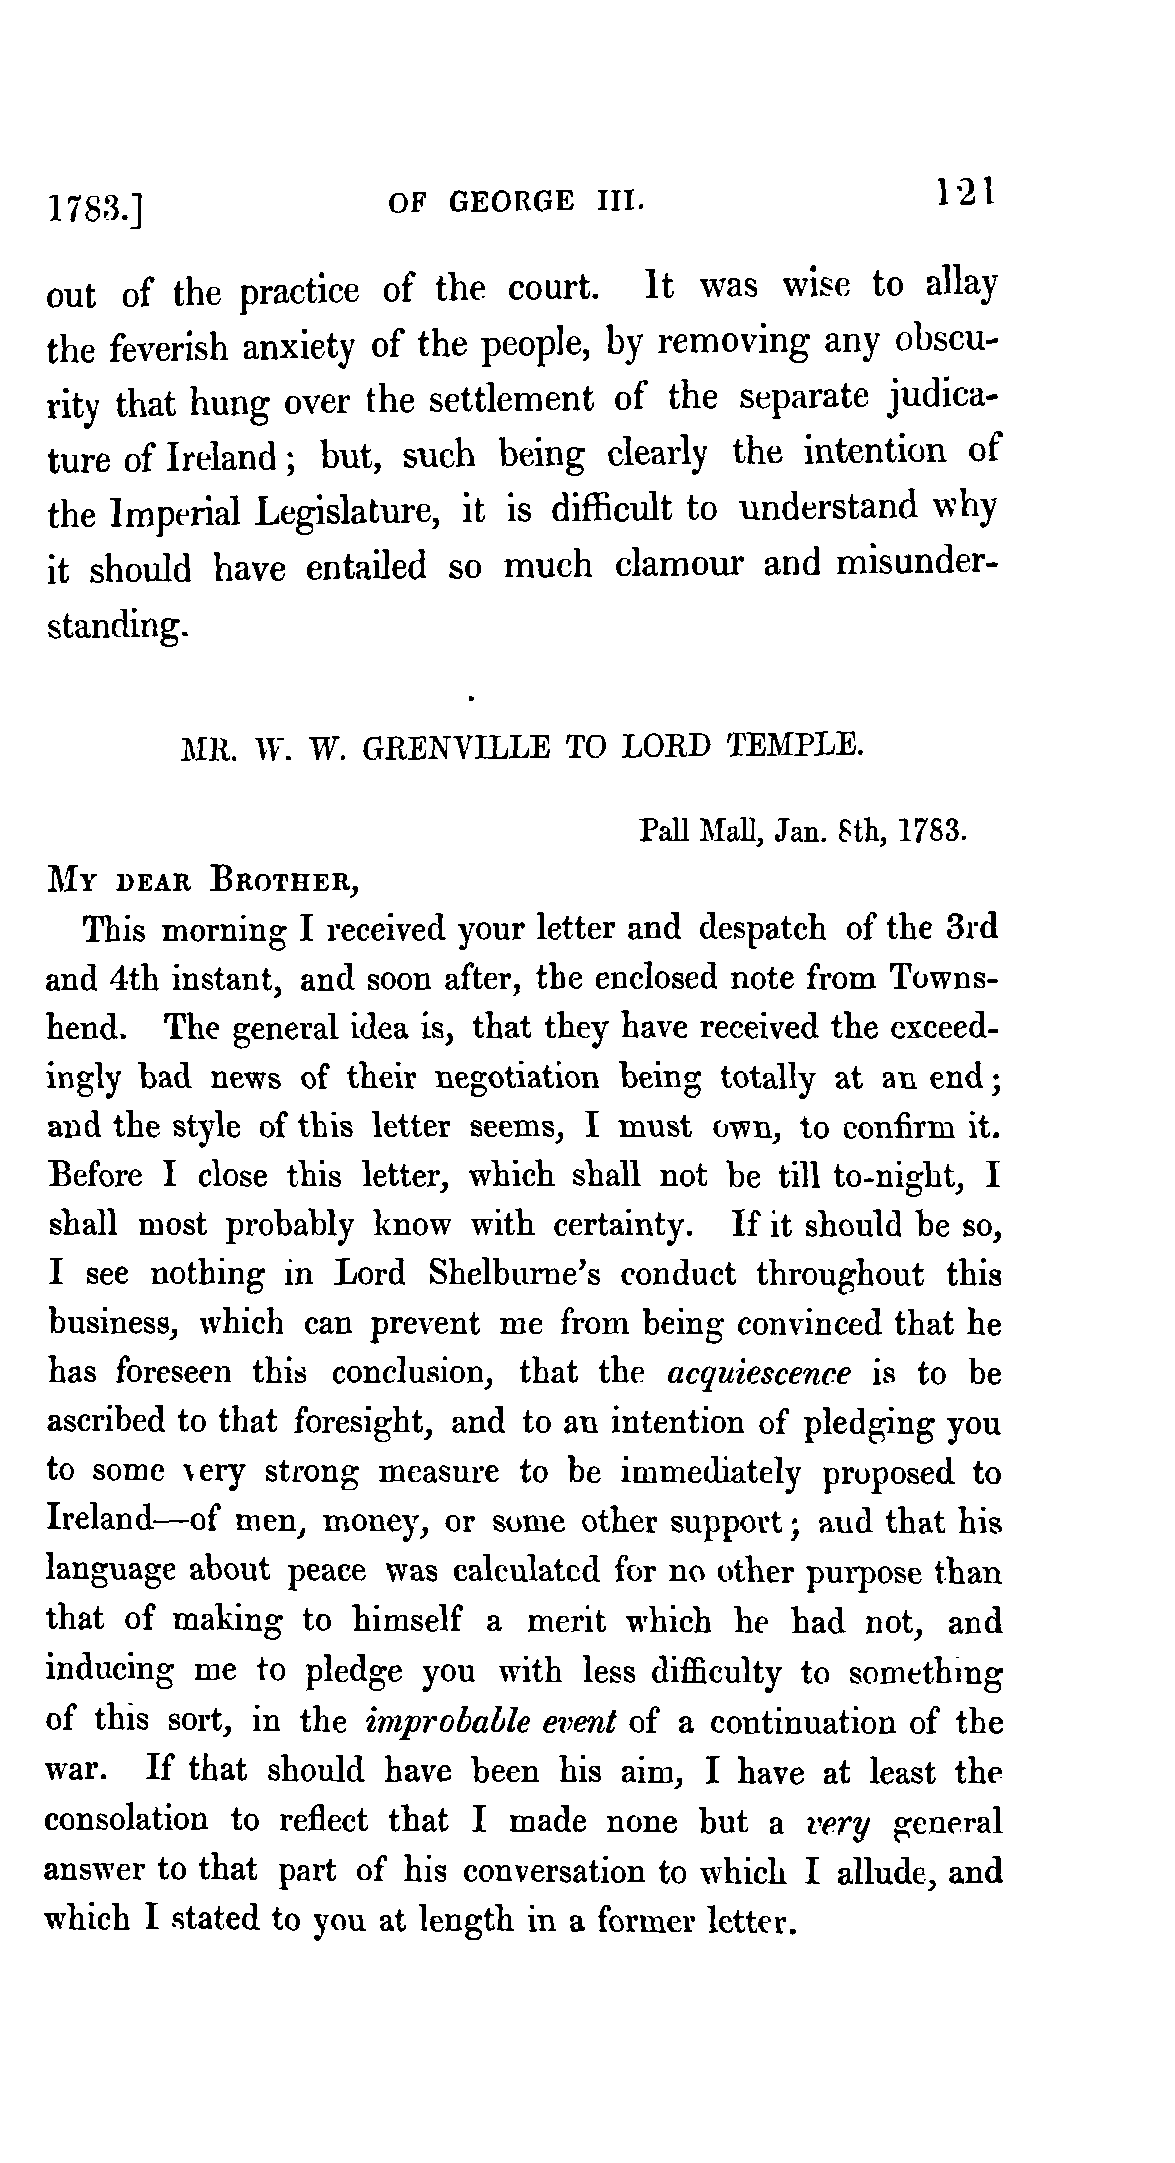 1783.] OF GEORGE III. 121
out of the practice of the court. It was wise to allay
the feverish anxiety of the people, by removing any obscu-
rity that hung over the settlement of the separate judica-
ture of Ireland; but, such being clearly the intention of
the Imperial Legislature, it is difficult to understand why
it should have entailed so much clamour and misunder-
standing.
MR. W. W. GRENVILLE TO LORD TEMPLE.
Pall Mall, Jan. 8th, 1783.
MY DEAR BROTHER,
This morning I received your letter and despatch of the 3rd
and 4th instant, and soon after, the enclosed note from Towns-
hend. The general idea is, that they have received the exceed-
ingly bad news of their negotiation being totally at an end;
and the style of this letter seems, I must own, to confirm it.
Before I close this letter, which shall not be till to-night, I
shall most probably know with certainty. If it should be so,
I see nothing in Lord Shelburne's conduct throughout this
business, which can prevent me from being convinced that he
has foreseen this conclusion, that the acquiescence is to be
ascribed to that foresight, and to an intention of pledging you
to some very strong measure to be immediately proposed to
Ireland—of men, money, or some other support; and that his
language about peace was calculated for no other purpose than
that of making to himself a merit which he had not, and
inducing me to pledge you with less difficulty to something
of this sort, in the improbable event of a continuation of the
war. If that should have been his aim, I have at least the
consolation to reflect that I made none but a very general
answer to that part of his conversation to which I allude, and
which I stated to you at length in a former letter.